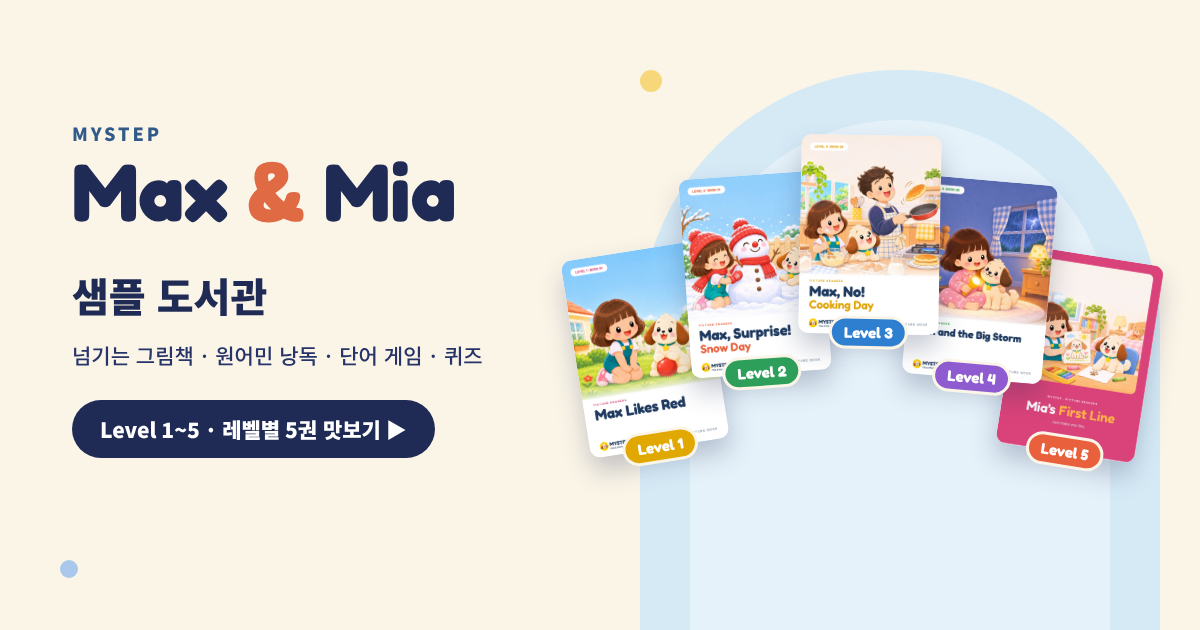 MYSTEP
Max & Mia
샘플 도서관
넘기는 그림책 · 원어민 낭독 · 단어 게임 · 퀴즈
Level 1~5 · 레벨별 5권 맛보기 ▶
Max Likes Red
Level 1
Max, Surprise!
Snow Day
Level 2
Max, No!
Cooking Day
Level 3
and the Big Storm
Level 4
Mia's First Line
Level 5